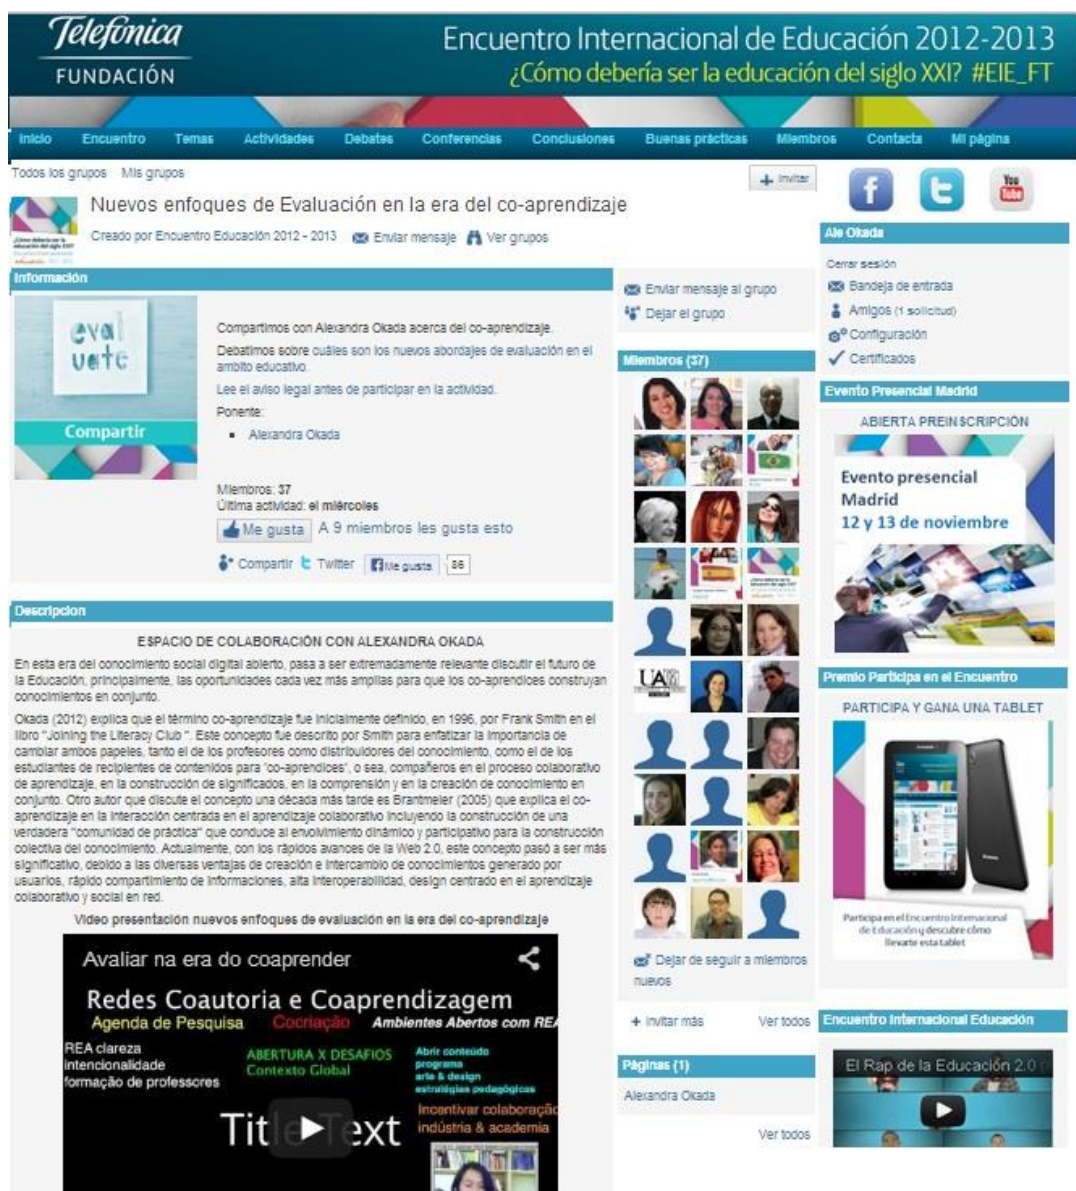 Telefónica
FUNDACIÓN
Encuentro Internacional de Educación 2012-2013
¿Cómo debería ser la educación del siglo XXI? #EIE_FT
Inicio Encuentro Temas Actividades Debates Conferencias Conclusiones Buenas prácticas Miembros Contacta Mi página
Todos los grupos Mis grupos
Invitar
You Tube
Nuevos enfoques de Evaluación en la era del co-aprendizaje
Creado por Encuentro Educación 2012 - 2013 Enviar mensaje Ver grupos
Información
eval
uate
Compartir
Compartimos con Alexandra Okada acerca del co-aprendizaje.
Debatimos sobre cuáles son los nuevos abordajes de evaluación en el
ambito educativo.
Lee el aviso legal antes de participar en la actividad.
Ponente:
Alexandra Okada
Miembros: 37
Última actividad: el miércoles
Me gusta A 9 miembros les gusta esto
Compartir Twitter Me gusta 86
Descripcion
ESPACIO DE COLABORACIÓN CON ALEXANDRA OKADA
En esta era del conocimiento social digital abierto, pasa a ser extremadamente relevante discutir el futuro de
la Educación, principalmente, las oportunidades cada vez más amplias para que los co-aprendices construyan
conocimientos en conjunto.
Okada (2012) explica que el término co-aprendizaje fue inicialmente definido, en 1996, por Frank Smith en el
libro "Joining the Literacy Club ". Este concepto fue descrito por Smith para enfatizar la importancia de
cambiar ambos papeles, tanto el de los profesores como distribuidores del conocimiento, como el de los
estudiantes de recipientes de contenidos para 'co-aprendices', o sea, compañeros en el proceso colaborativo
de aprendizaje, en la construcción de significados, en la comprensión y en la creación de conocimiento en
conjunto. Otro autor que discute el concepto una década más tarde es Brantmeier (2005) que explica el co-
aprendizaje en la interacción centrada en el aprendizaje colaborativo incluyendo la construcción de una
verdadera "comunidad de práctica" que conduce al envolvimiento dinámico y participativo para la construcción
colectiva del conocimiento. Actualmente, con los rápidos avances de la Web 2.0, este concepto pasó a ser más
significativo, debido a las diversas ventajas de creación e intercambio de conocimientos generado por
usuarios, rápido compartimiento de informaciones, alta interoperabilidad, design centrado en el aprendizaje
colaborativo y social en red.
Video presentación nuevos enfoques de evaluación en la era del co-aprendizaje
Avaliar na era do coaprender
Redes Coautoria e Coaprendizagem
Agenda de Pesquisa Cocriação Ambientes Abertos com REA
REA clareza
intencionalidade
formação de professores
ABERTURA X DESAFIOS
Contexto Global
Abrir conteúdo
programa
arte & design
estratégias pedagógicas
Incentivar colaboração
indústria & academia
Title Text
Enviar mensaje al grupo
Dejar el grupo
Miembros (37)
UA
Dejar de seguir a miembros
nuevos
+ Invitar más Ver todos
Páginas (1)
Alexandra Okada
Ver todos
Ale Okada
Cerrar sesión
Bandeja de entrada
Amigos (1 solicitud)
Configuración
Certificados
Evento Presencial Madrid
ABIERTA PREINSCRIPCIÓN
Evento presencial
Madrid
12 y 13 de noviembre
Premio Participa en el Encuentro
PARTICIPA Y GANA UNA TABLET
Participa en el Encuentro Internacional
de Educación y descubre cómo
llevarte esta tablet
Encuentro Internacional Educación
El Rap de la Educación 2.0